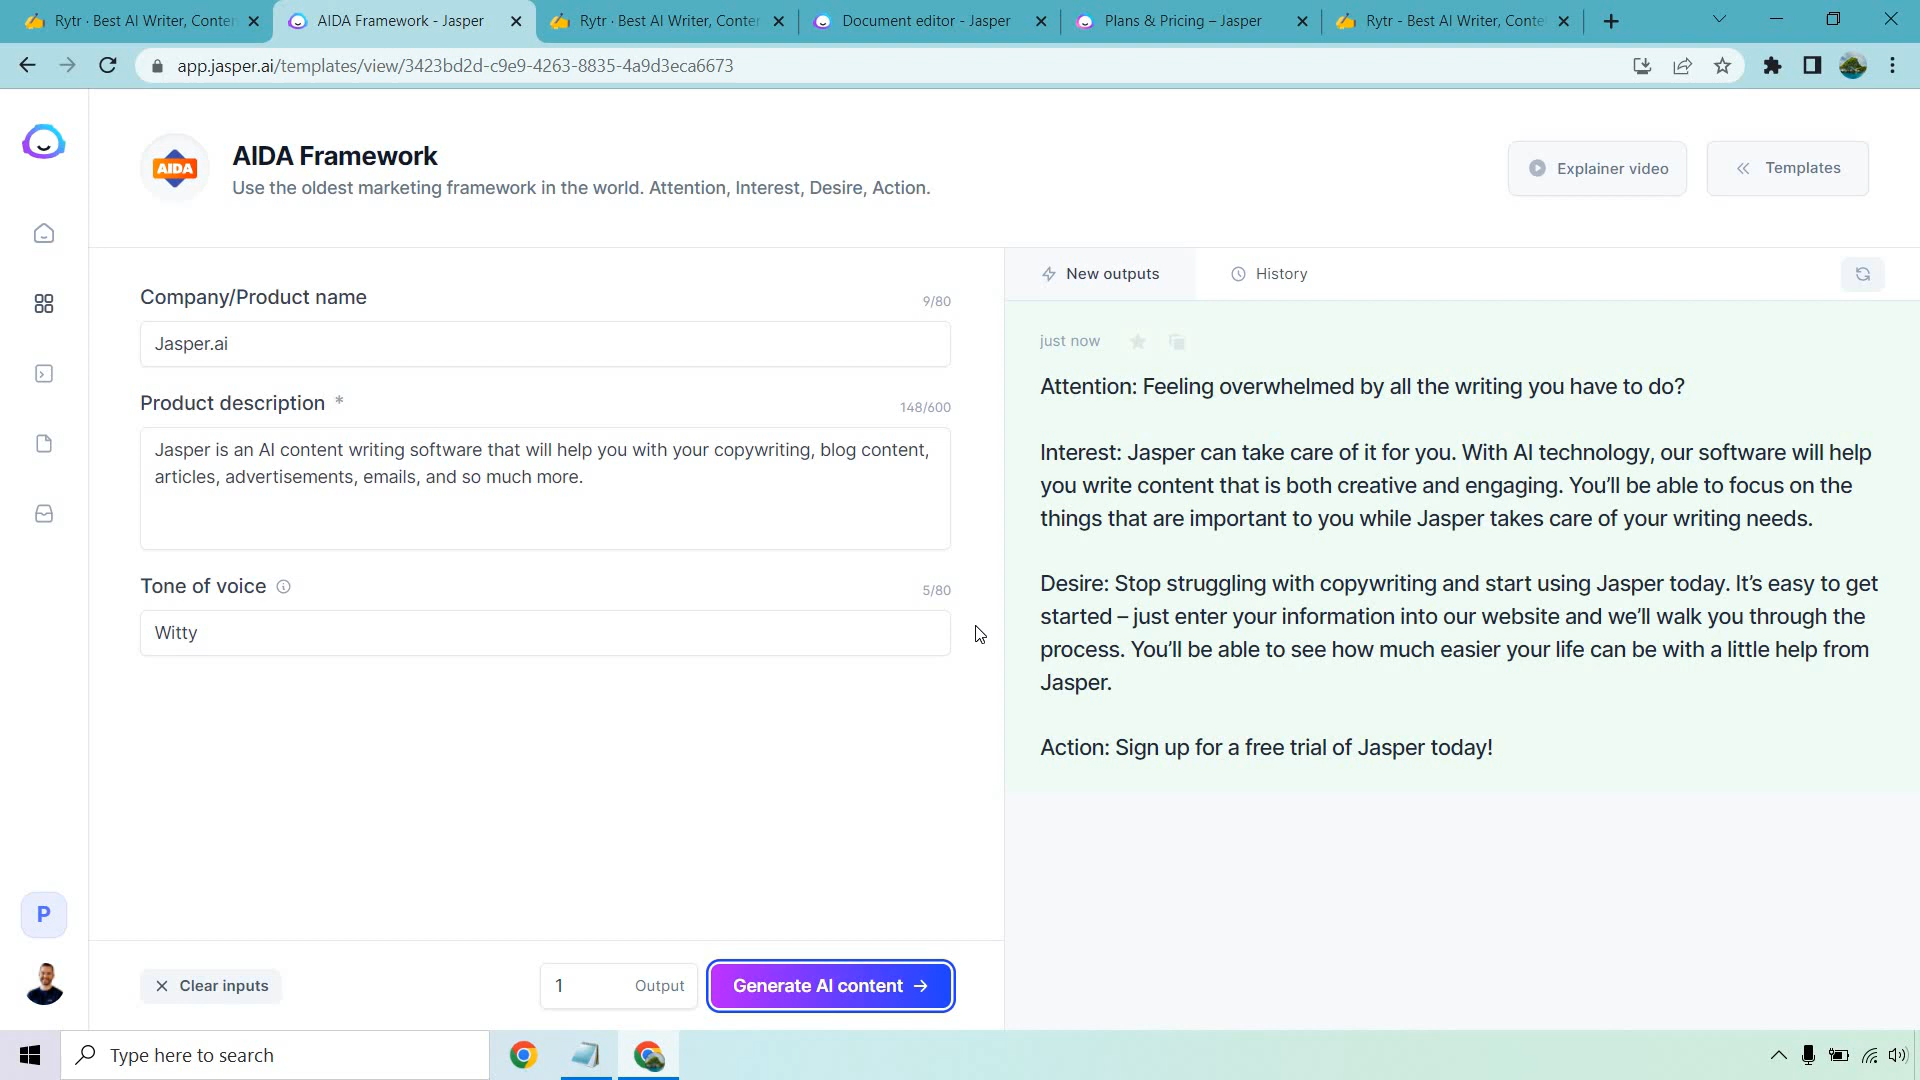 Rytr · Best AI Writer, Conten
AIDA Framework - Jasper
Rytr · Best AI Writer, Conten
Document editor - Jasper
Plans & Pricing – Jasper
Rytr - Best AI Writer, Conte
app.jasper.ai/templates/view/3423bd2d-c9e9-4263-8835-4a9d3eca6673
AIDA
AIDA Framework
Use the oldest marketing framework in the world. Attention, Interest, Desire, Action.
Explainer video
Templates
Company/Product name
9/80
Jasper.ai
Product description *
148/600
Jasper is an AI content writing software that will help you with your copywriting, blog content,
articles, advertisements, emails, and so much more.
Tone of voice
5/80
Witty
Clear inputs
1 Output
Generate AI content →
New outputs
History
just now
Attention: Feeling overwhelmed by all the writing you have to do?
Interest: Jasper can take care of it for you. With AI technology, our software will help
you write content that is both creative and engaging. You’ll be able to focus on the
things that are important to you while Jasper takes care of your writing needs.
Desire: Stop struggling with copywriting and start using Jasper today. It’s easy to get
started – just enter your information into our website and we’ll walk you through the
process. You’ll be able to see how much easier your life can be with a little help from
Jasper.
Action: Sign up for a free trial of Jasper today!
P
Type here to search